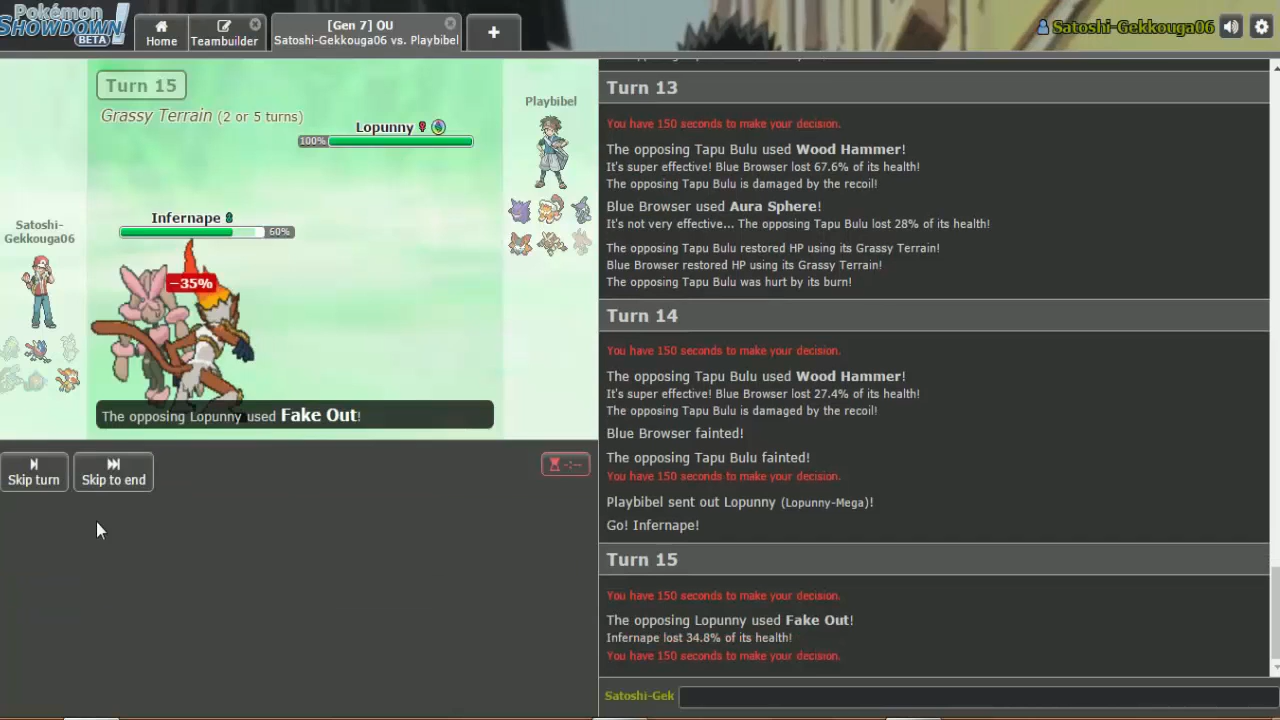 Pokémon
SHOWDOWN!
BETA
Home
Teambuilder
[Gen 7] OU
Satoshi-Gekkouga06 vs. Playbibel
+
Satoshi-Gekkouga06
Turn 15
Grassy Terrain (2 or 5 turns)
Lopunny
100%
Playbibel
Satoshi-
Gekkouga06
Infernape
60%
−35%
The opposing Lopunny used Fake Out!
Skip turn
Skip to end
-:--
Turn 13
You have 150 seconds to make your decision.
The opposing Tapu Bulu used Wood Hammer!
It's super effective! Blue Browser lost 67.6% of its health!
The opposing Tapu Bulu is damaged by the recoil!
Blue Browser used Aura Sphere!
It's not very effective... The opposing Tapu Bulu lost 28% of its health!
The opposing Tapu Bulu restored HP using its Grassy Terrain!
Blue Browser restored HP using its Grassy Terrain!
The opposing Tapu Bulu was hurt by its burn!
Turn 14
You have 150 seconds to make your decision.
The opposing Tapu Bulu used Wood Hammer!
It's super effective! Blue Browser lost 27.4% of its health!
The opposing Tapu Bulu is damaged by the recoil!
Blue Browser fainted!
The opposing Tapu Bulu fainted!
You have 150 seconds to make your decision.
Playbibel sent out Lopunny (Lopunny-Mega)!
Go! Infernape!
Turn 15
You have 150 seconds to make your decision.
The opposing Lopunny used Fake Out!
Infernape lost 34.8% of its health!
You have 150 seconds to make your decision.
Satoshi-Gek